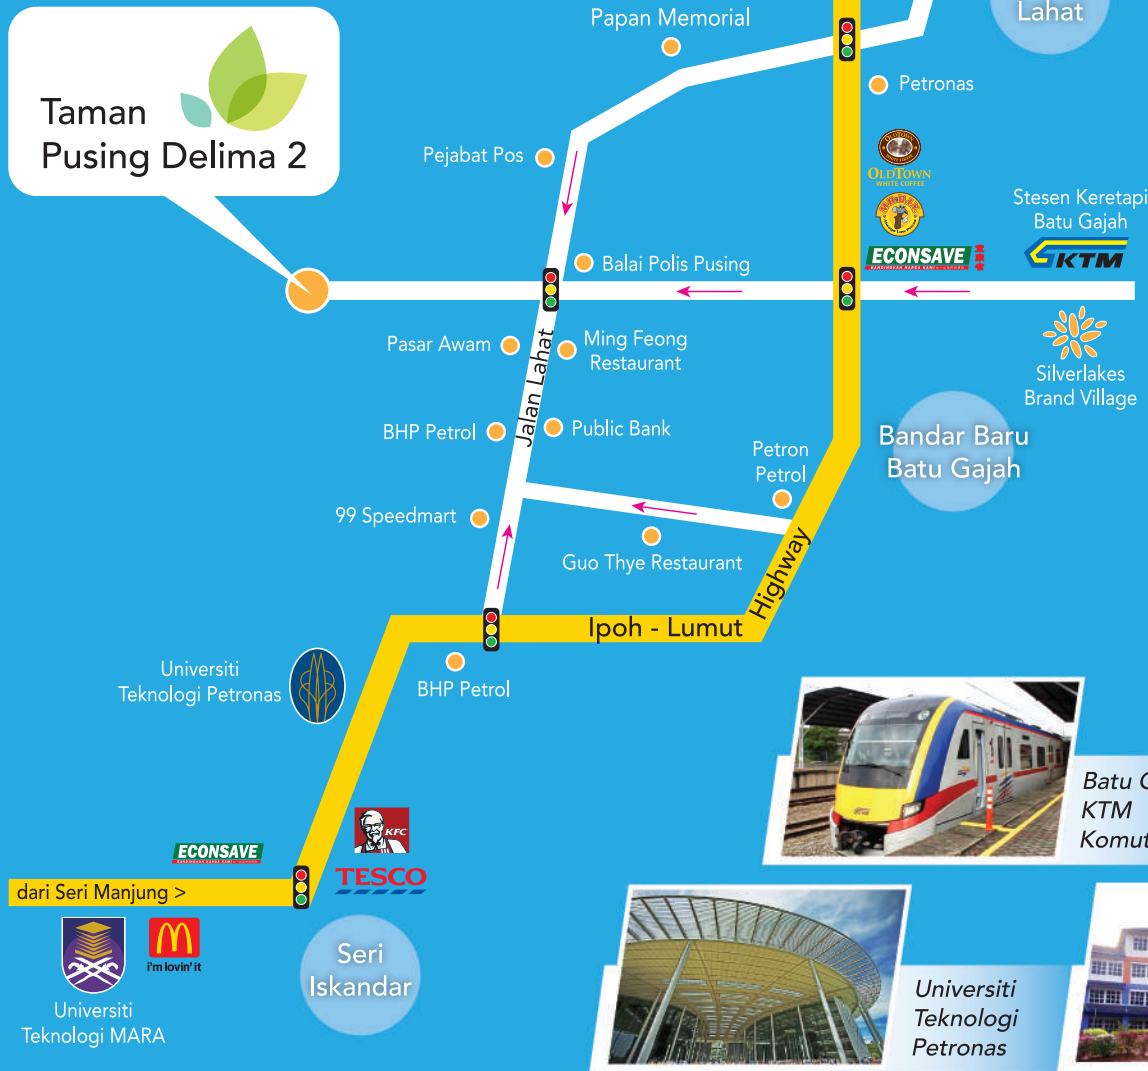 Lahat
Papan Memorial
Petronas
Taman
Pusing Delima 2
Pejabat Pos
OLDTOWN
WHITE COFFEE
Stesen Keretapi
Batu Gajah
KTM
ECONSAVE
Balai Polis Pusing
Pasar Awam
Ming Feong
Restaurant
Jalan Lahat
Silverlakes
Brand Village
BHP Petrol
Public Bank
Bandar Baru
Batu Gajah
Petron
Petrol
99 Speedmart
Guo Thye Restaurant
Ipoh - Lumut Highway
Universiti
Teknologi Petronas
BHP Petrol
Batu
KTM
KFC
ECONSAVE
TESCO
dari Seri Manjung >
i'm lovin' it
Seri
Iskandar
Universiti
Teknologi MARA
Universiti
Teknologi
Petronas